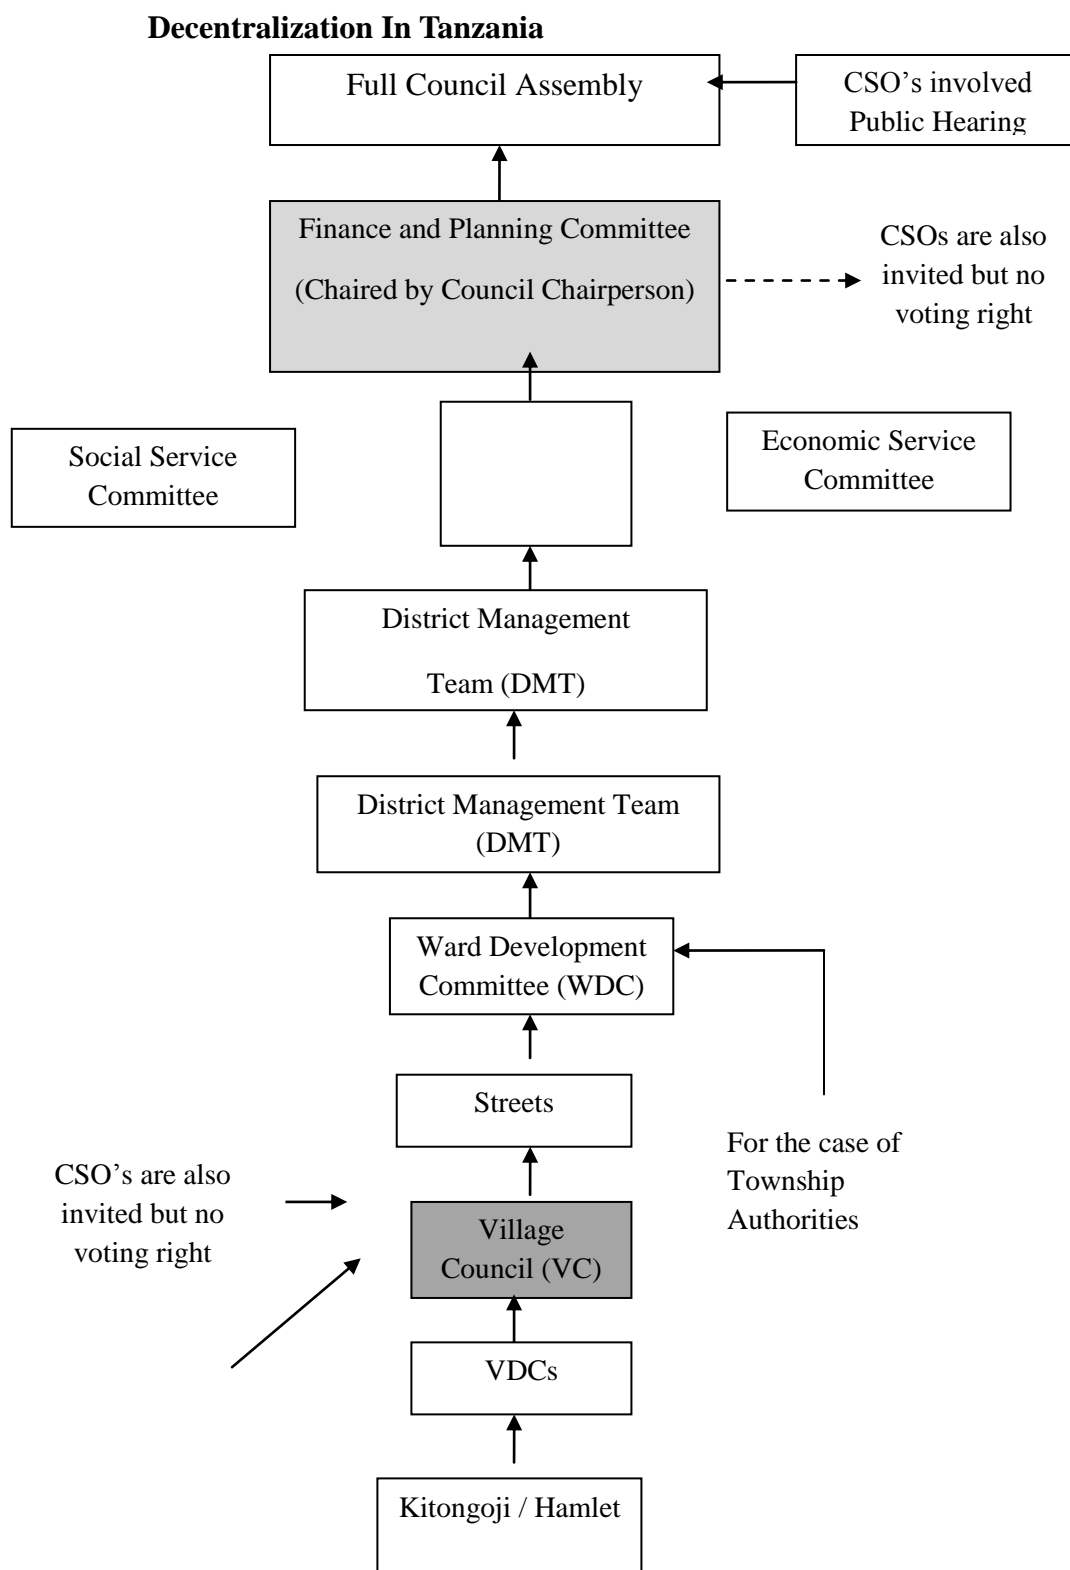 Decentralization In Tanzania
Full Council Assembly
CSO’s involved
Public Hearing
Finance and Planning Committee
(Chaired by Council Chairperson)
CSOs are also
invited but no
voting right
Social Service
Committee
Economic Service
Committee
District Management
Team (DMT)
District Management Team
(DMT)
Ward Development
Committee (WDC)
Streets
For the case of
Township
Authorities
CSO’s are also
invited but no
voting right
Village
Council (VC)
VDCs
Kitongoji / Hamlet